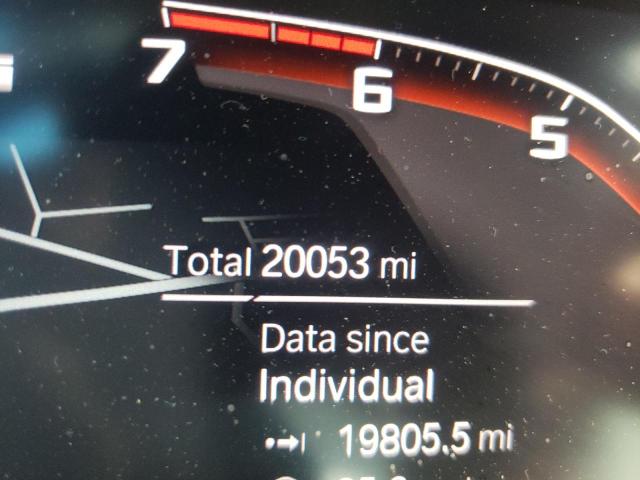 7
6
5
Total 20053 mi
Data since
Individual
19805.5 mi